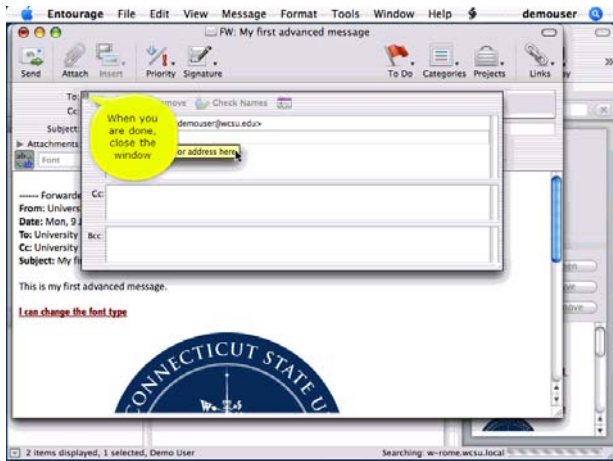 Entourage File Edit View Message Format Tools Window Help demouser
FW: My first advanced message
Send Attach Insert Priority Signature To Do Categories Projects Links
To:
Cc:
Subject:
Attachments:
Font
Check Names
When you
are done,
close the
window
demouser@wcsu.edu>
or address here
Cc:
Bcc:
------ Forwarde
From: Univers
Date: Mon, 9
To: University
Cc: University
Subject: My fi
This is my first advanced message.
I can change the font type
CONNECTICUT STATE U
2 items displayed, 1 selected, Demo User
Searching: w-rome.wcsu.local